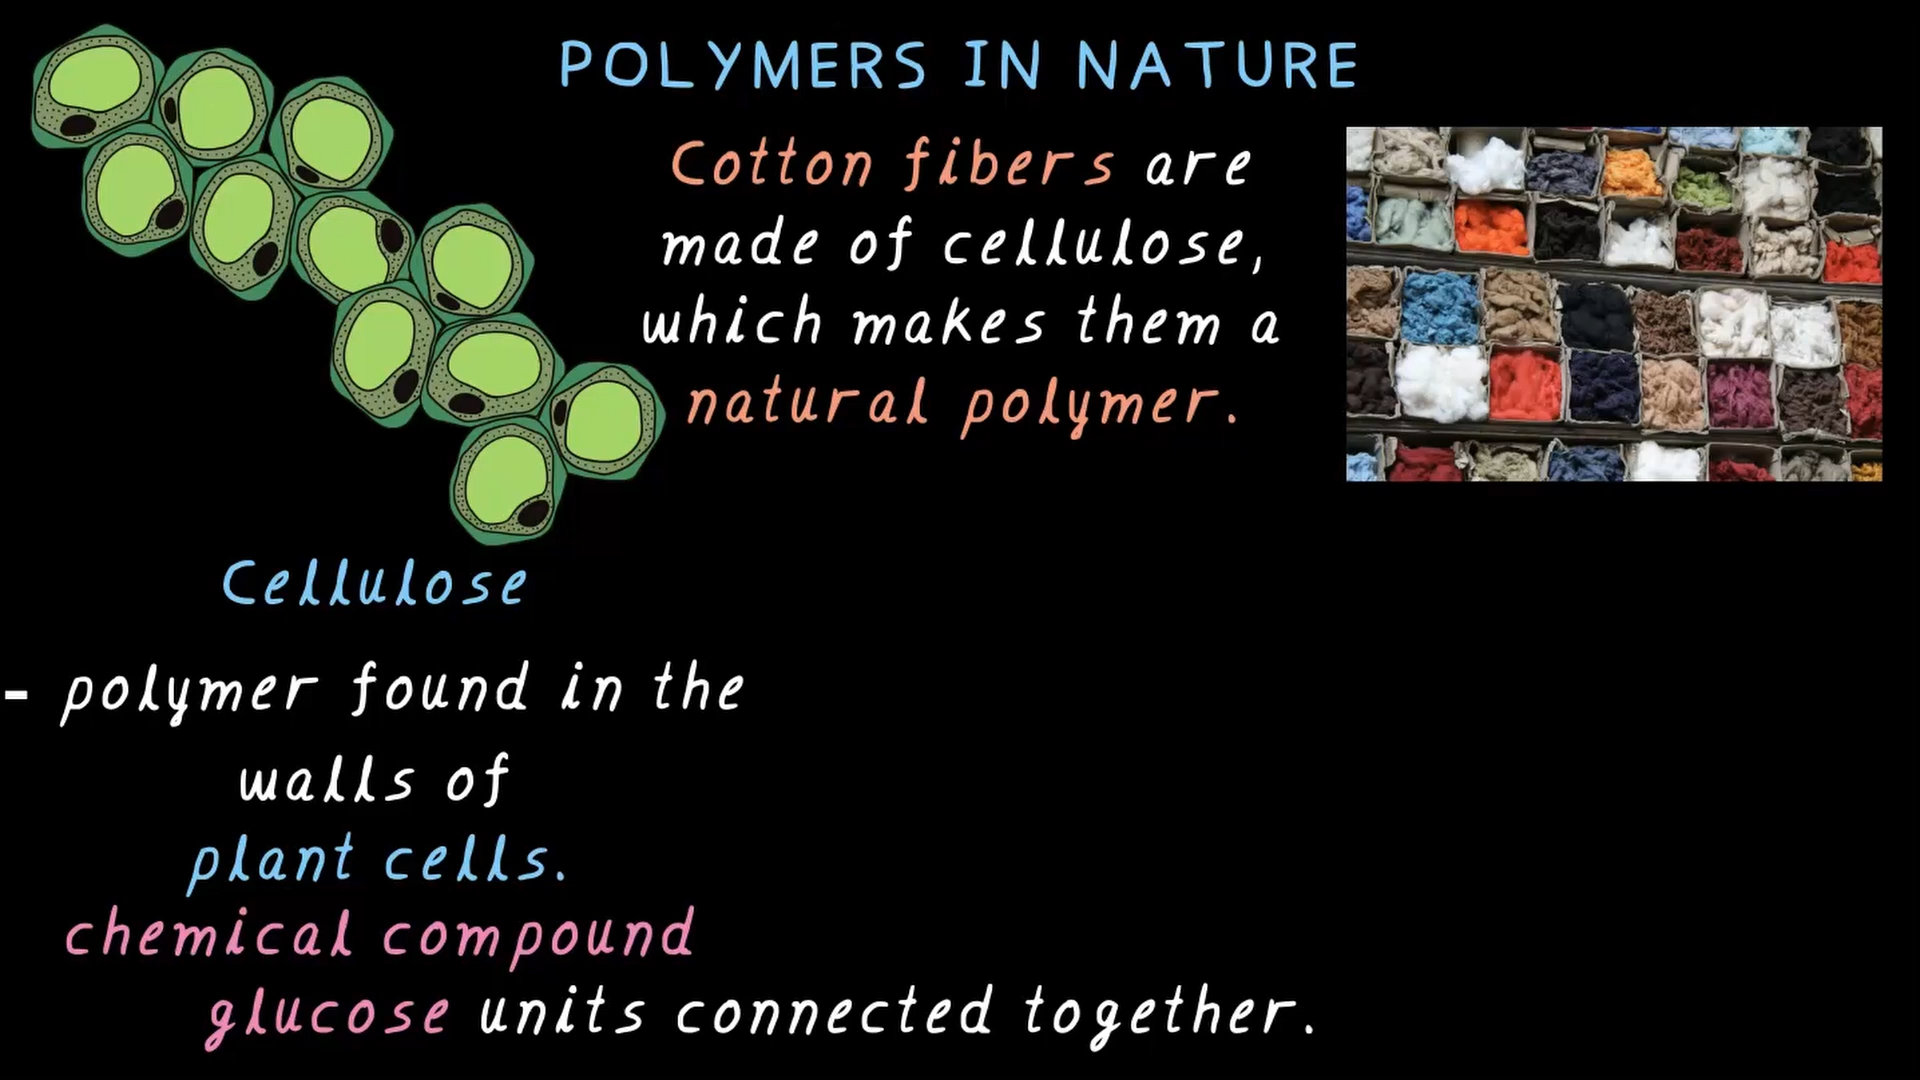 POLYMERS IN NATURE
Cotton fibers are
made of cellulose,
which makes them a
natural polymer.
Cellulose
- polymer found in the
walls of
plant cells.
chemical compound
glucose units connected together.